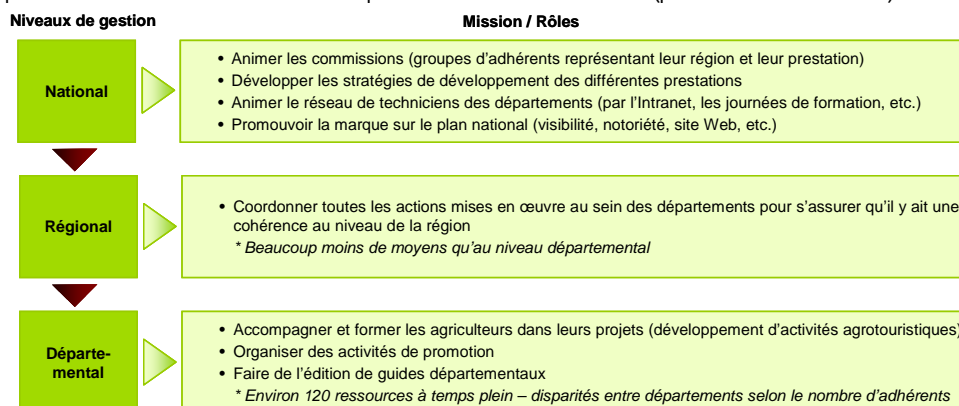 Niveaux de gestion
Mission / Rôles
National
• Animer les commissions (groupes d'adhérents représentant leur région et leur prestation)
• Développer les stratégies de développement des différentes prestations
• Animer le réseau de techniciens des départements (par l'Intranet, les journées de formation, etc.)
• Promouvoir la marque sur le plan national (visibilité, notoriété, site Web, etc.)
Régional
• Coordonner toutes les actions mises en œuvre au sein des départements pour s'assurer qu'il y ait une
cohérence au niveau de la région
* Beaucoup moins de moyens qu'au niveau départemental
Départe-
mental
• Accompagner et former les agriculteurs dans leurs projets (développement d'activités agrotouristiques)
• Organiser des activités de promotion
• Faire de l'édition de guides départementaux
* Environ 120 ressources à temps plein – disparités entre départements selon le nombre d'adhérents